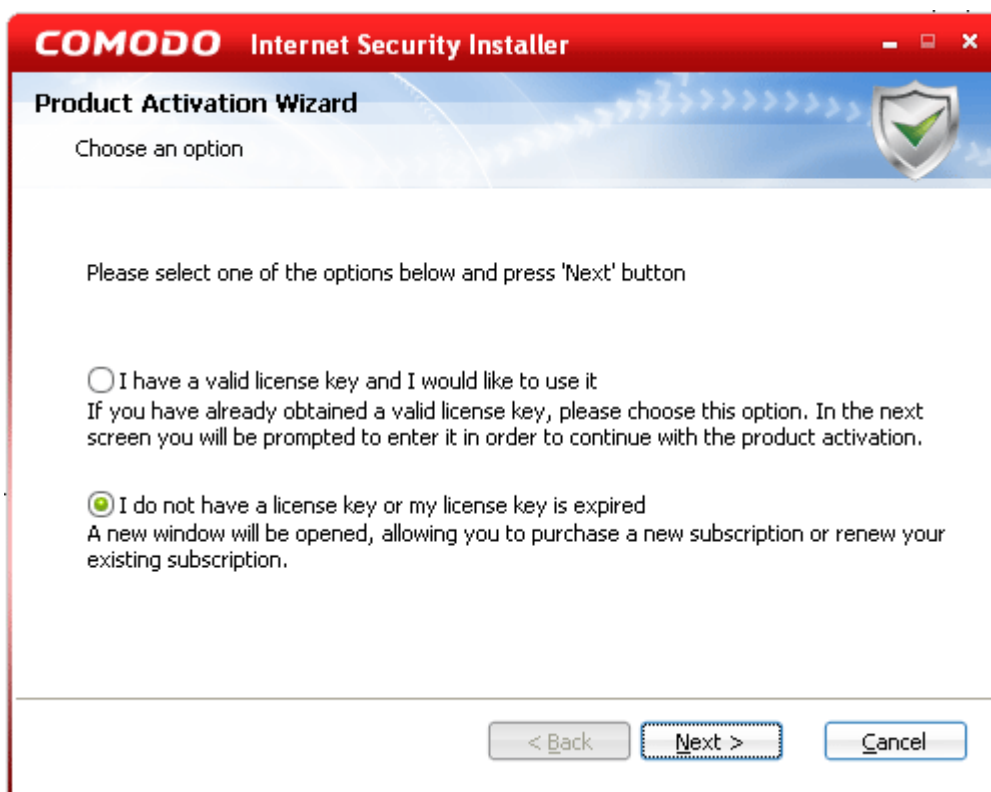 COMODO Internet Security Installer
Product Activation Wizard
Choose an option
Please select one of the options below and press 'Next' button
I have a valid license key and I would like to use it
If you have already obtained a valid license key, please choose this option. In the next
screen you will be prompted to enter it in order to continue with the product activation.
I do not have a license key or my license key is expired
A new window will be opened, allowing you to purchase a new subscription or renew your
existing subscription.
< Back Next > Cancel